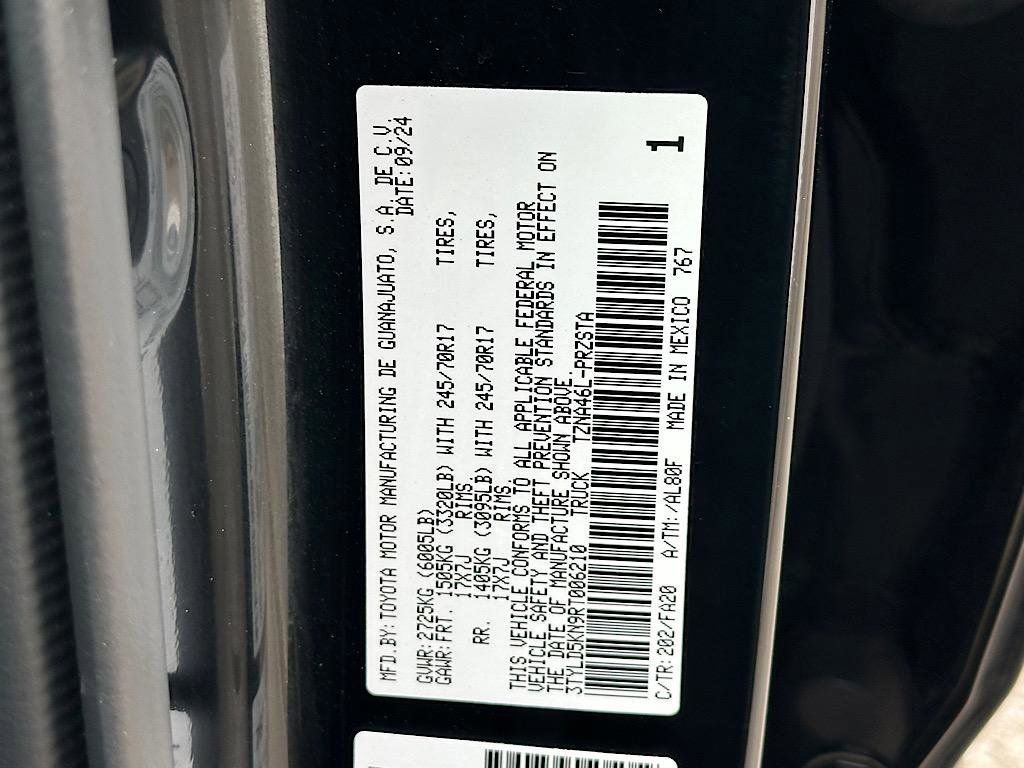 MFD.BY:TOYOTA MOTOR MANUFACTURING DE GUANAJUATO, S.A. DE C.V.
DATE:09/24
GVWR:2725KG (6005LB)
GAWR:FRT. 1505KG (3320LB) WITH 245/70R17 TIRES,
17X7J RIMS,
RR. 1405KG (3095LB) WITH 245/70R17 TIRES,
17X7J RIMS.
THIS VEHICLE CONFORMS TO ALL APPLICABLE FEDERAL MOTOR
VEHICLE SAFETY AND THEFT PREVENTION STANDARDS IN EFFECT ON
THE DATE OF MANUFACTURE SHOWN ABOVE.
3TYLD5KN9RT006210 TRUCK TZNA46L-PRZSTA
1
C/TR:202/FA20 A/TM:/AL80F MADE IN MEXICO 767